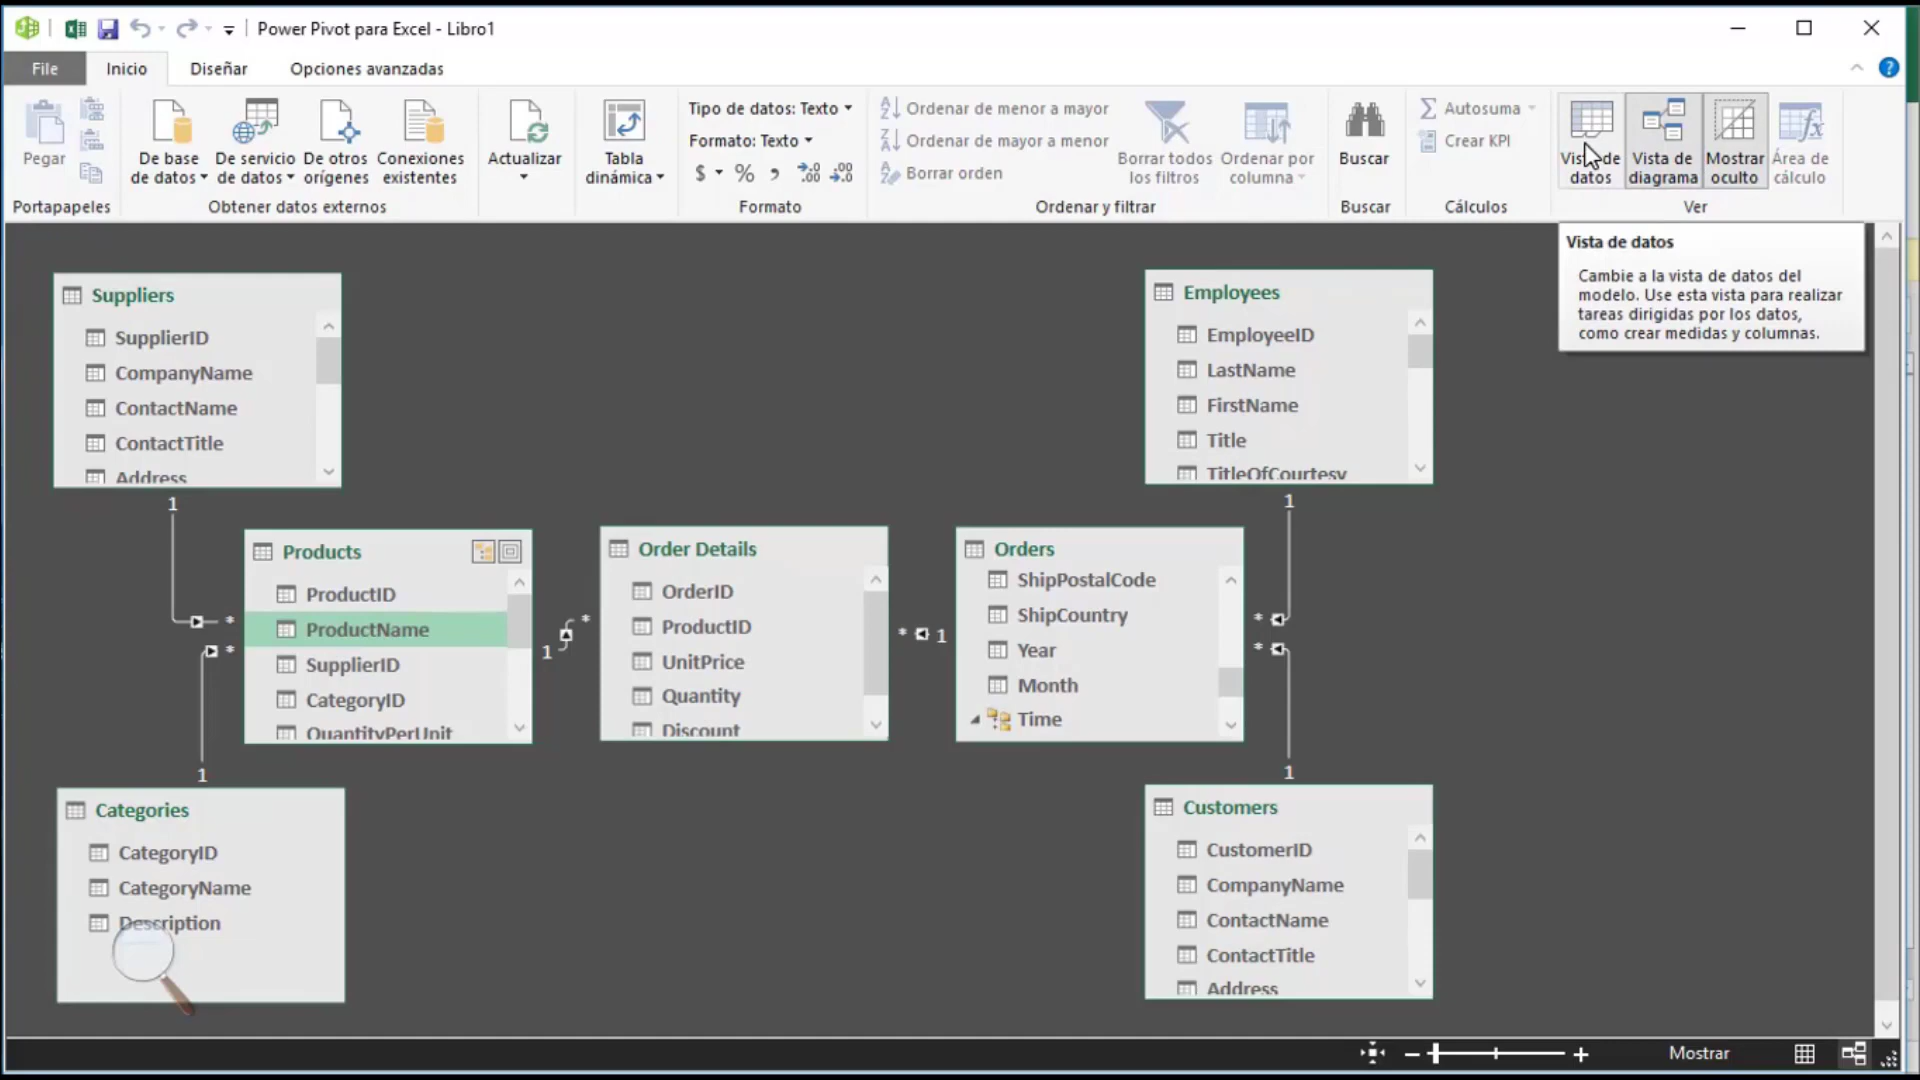 Power Pivot para Excel - Libro1
File
Inicio
Diseñar
Opciones avanzadas
Pegar
Portapapeles
De base
de datos
De servicio
de datos
De otros
orígenes
Conexiones
existentes
Obtener datos externos
Actualizar
Tabla
dinámica
Tipo de datos: Texto
Formato: Texto
$ % ,
Formato
Ordenar de menor a mayor
Ordenar de mayor a menor
Borrar orden
Borrar todos
los filtros
Ordenar por
columna
Ordenar y filtrar
Buscar
Buscar
Autosuma
Crear KPI
Cálculos
Vista de
datos
Vista de
diagrama
Mostrar
oculto
Área de
cálculo
Ver
Vista de datos
Cambie a la vista de datos del
modelo. Use esta vista para realizar
tareas dirigidas por los datos,
como crear medidas y columnas.
Suppliers
SupplierID
CompanyName
ContactName
ContactTitle
Address
1
*
*
1
Products
ProductID
ProductName
SupplierID
CategoryID
QuantityPerUnit
1
*
Order Details
OrderID
ProductID
UnitPrice
Quantity
Discount
*
1
Orders
ShipPostalCode
ShipCountry
Year
Month
Time
Employees
EmployeeID
LastName
FirstName
Title
TitleOfCourtesy
1
*
*
1
Categories
CategoryID
CategoryName
Description
Customers
CustomerID
CompanyName
ContactName
ContactTitle
Address
Mostrar